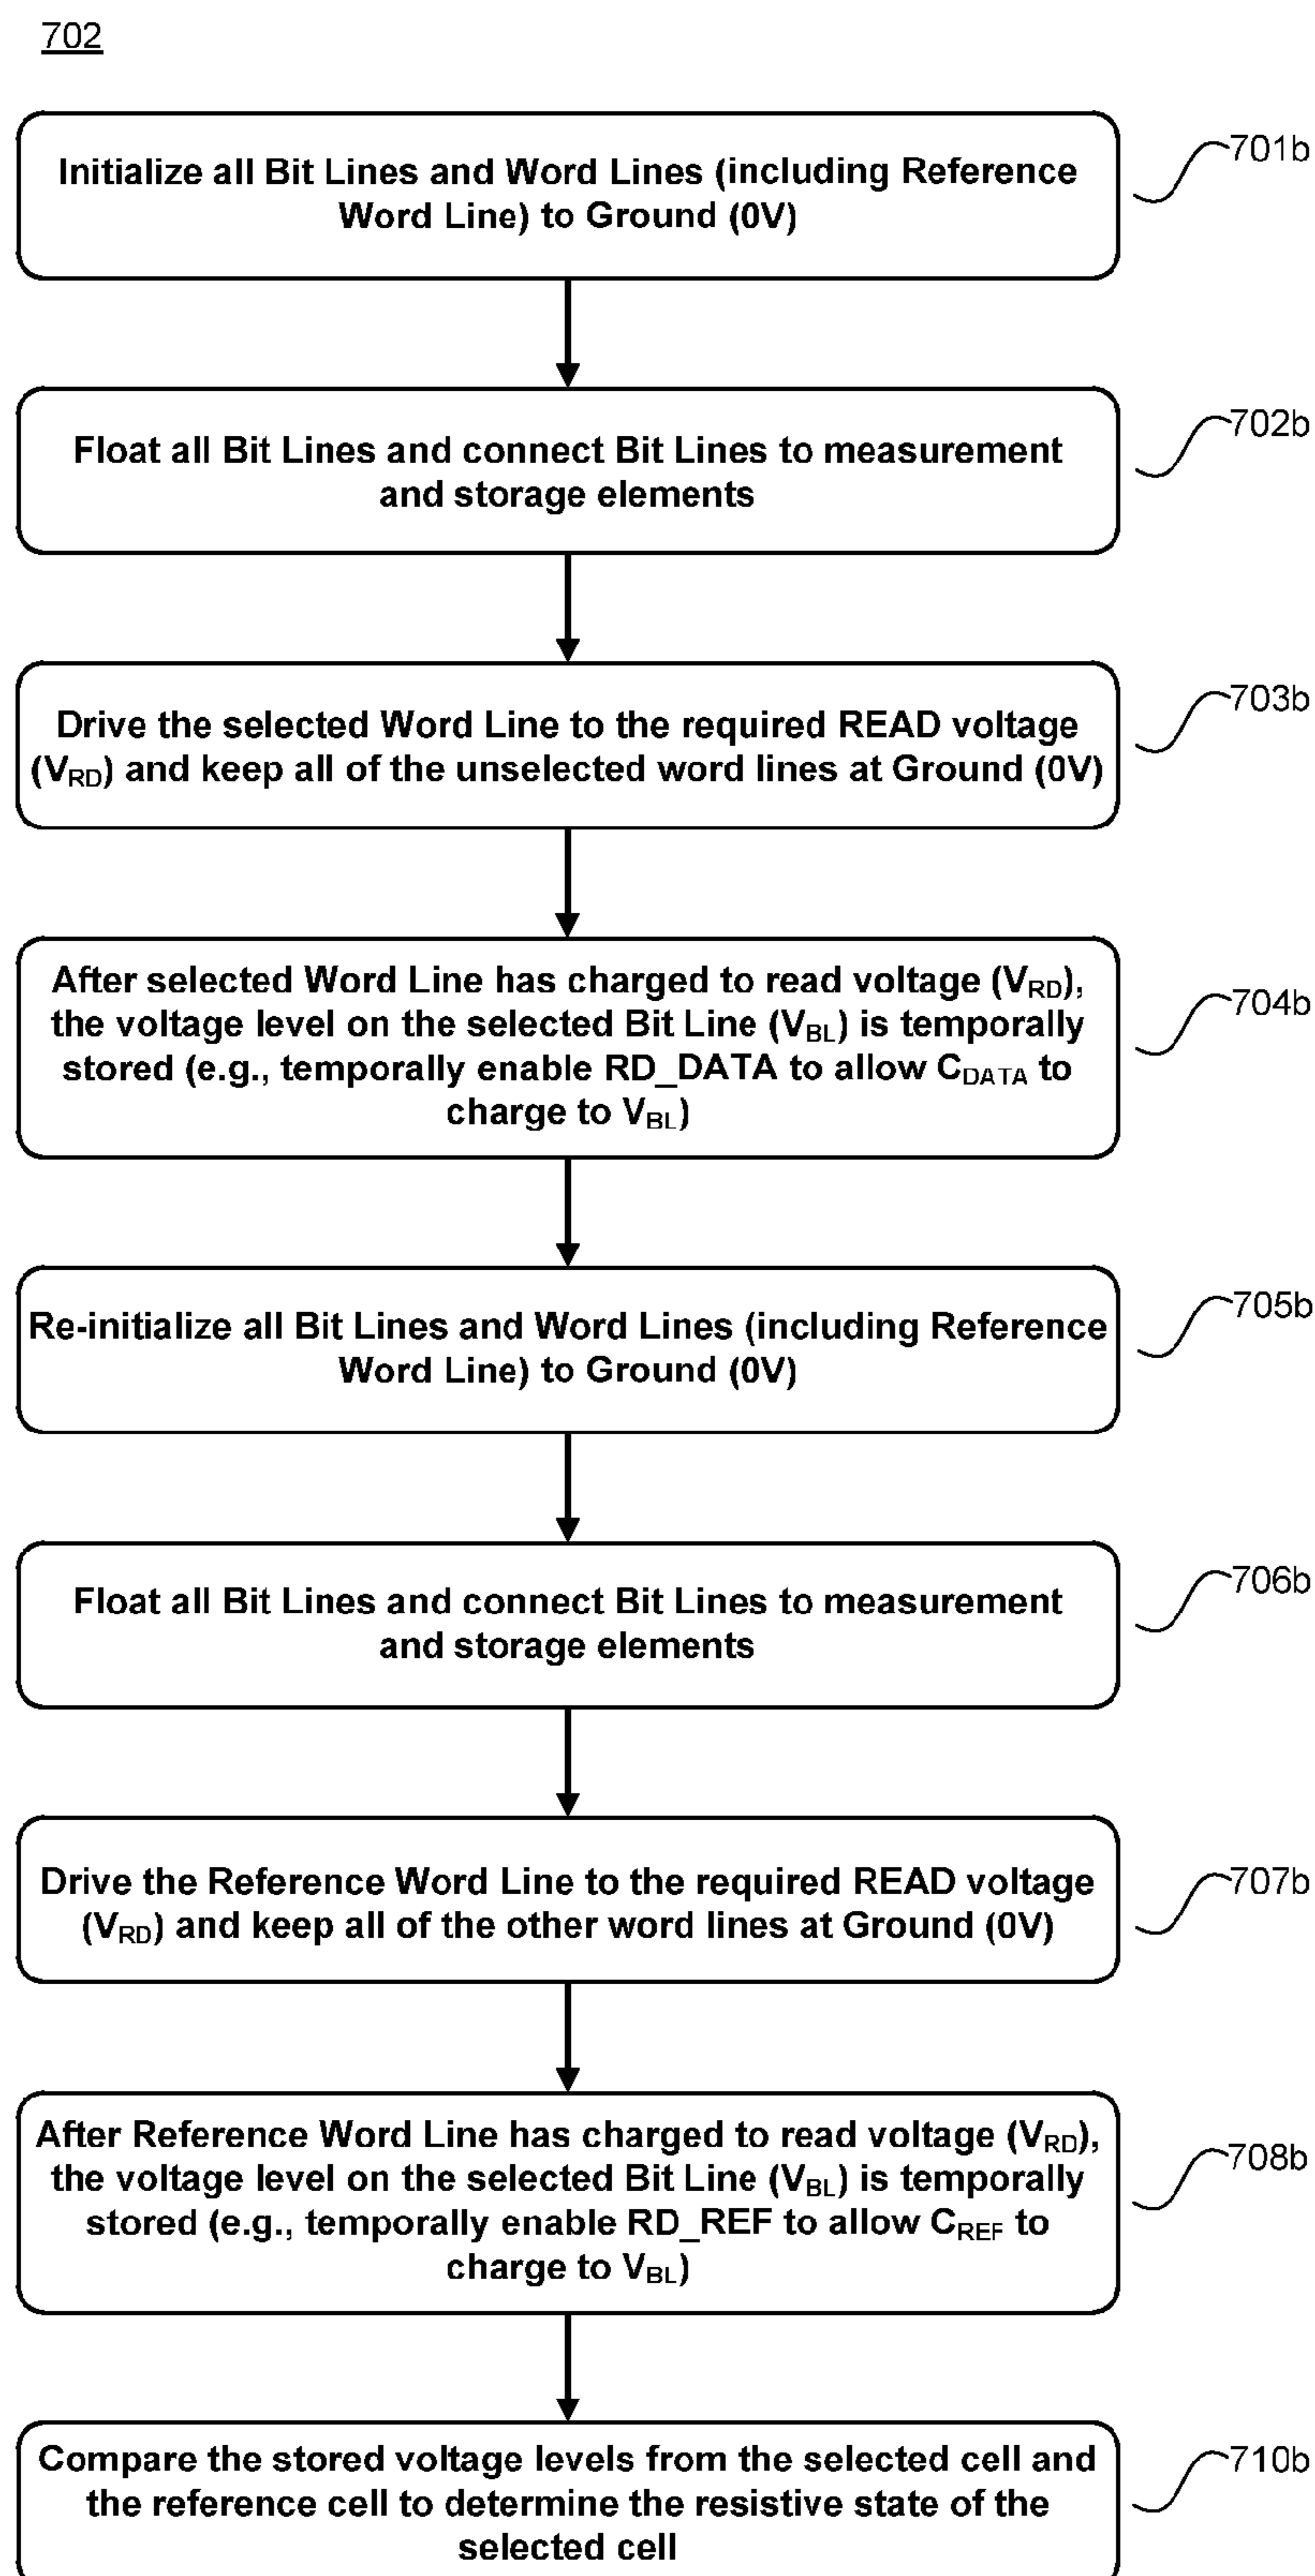 702
Initialize all Bit Lines and Word Lines (including Reference
Word Line) to Ground (0V)
701b
Float all Bit Lines and connect Bit Lines to measurement
and storage elements
702b
Drive the selected Word Line to the required READ voltage
(VRD) and keep all of the unselected word lines at Ground (0V)
703b
After selected Word Line has charged to read voltage (VRD),
the voltage level on the selected Bit Line (VBL) is temporally
stored (e.g., temporally enable RD_DATA to allow CDATA to
charge to VBL)
704b
Re-initialize all Bit Lines and Word Lines (including Reference
Word Line) to Ground (0V)
705b
Float all Bit Lines and connect Bit Lines to measurement
and storage elements
706b
Drive the Reference Word Line to the required READ voltage
(VRD) and keep all of the other word lines at Ground (0V)
707b
After Reference Word Line has charged to read voltage (VRD),
the voltage level on the selected Bit Line (VBL) is temporally
stored (e.g., temporally enable RD_REF to allow CREF to
charge to VBL)
708b
Compare the stored voltage levels from the selected cell and
the reference cell to determine the resistive state of the
selected cell
710b